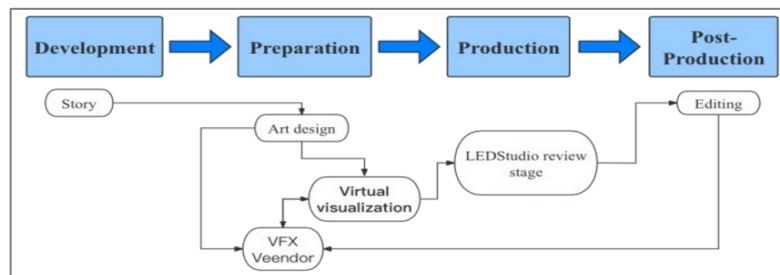 Development
Preparation
Production
Post-
Production
Story
Art design
Editing
LEDStudio review
stage
Virtual
visualization
VFX
Veendor